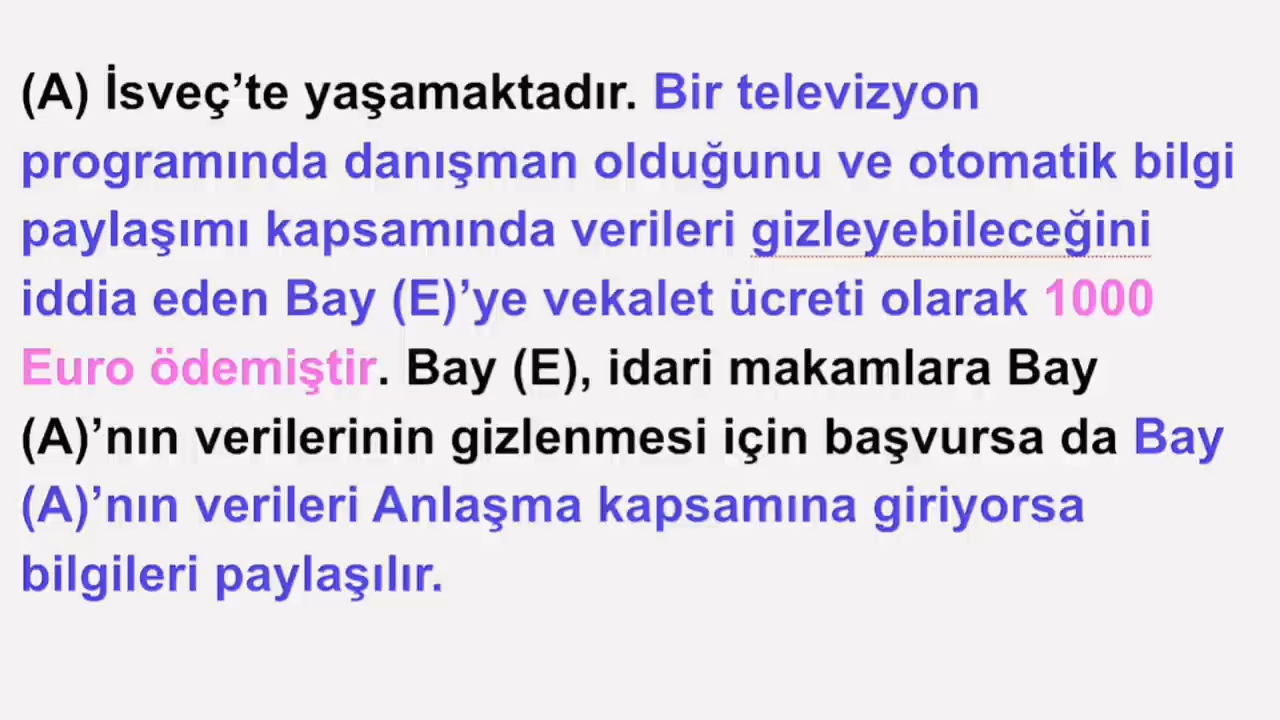 (A) İsveç’te yaşamaktadır. Bir televizyon
programında danışman olduğunu ve otomatik bilgi
paylaşımı kapsamında verileri gizleyebileceğini
iddia eden Bay (E)’ye vekalet ücreti olarak 1000
Euro ödemiştir. Bay (E), idari makamlara Bay
(A)’nın verilerinin gizlenmesi için başvursa da Bay
(A)’nın verileri Anlaşma kapsamına giriyorsa
bilgileri paylaşılır.